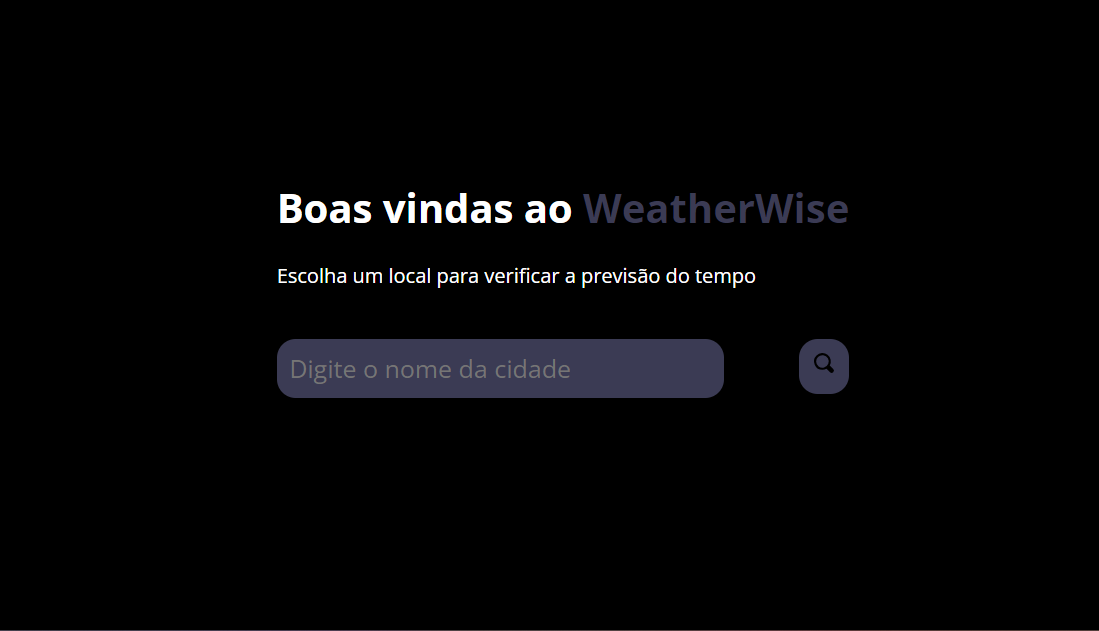 Boas vindas ao WeatherWise
Escolha um local para verificar a previsão do tempo
Digite o nome da cidade